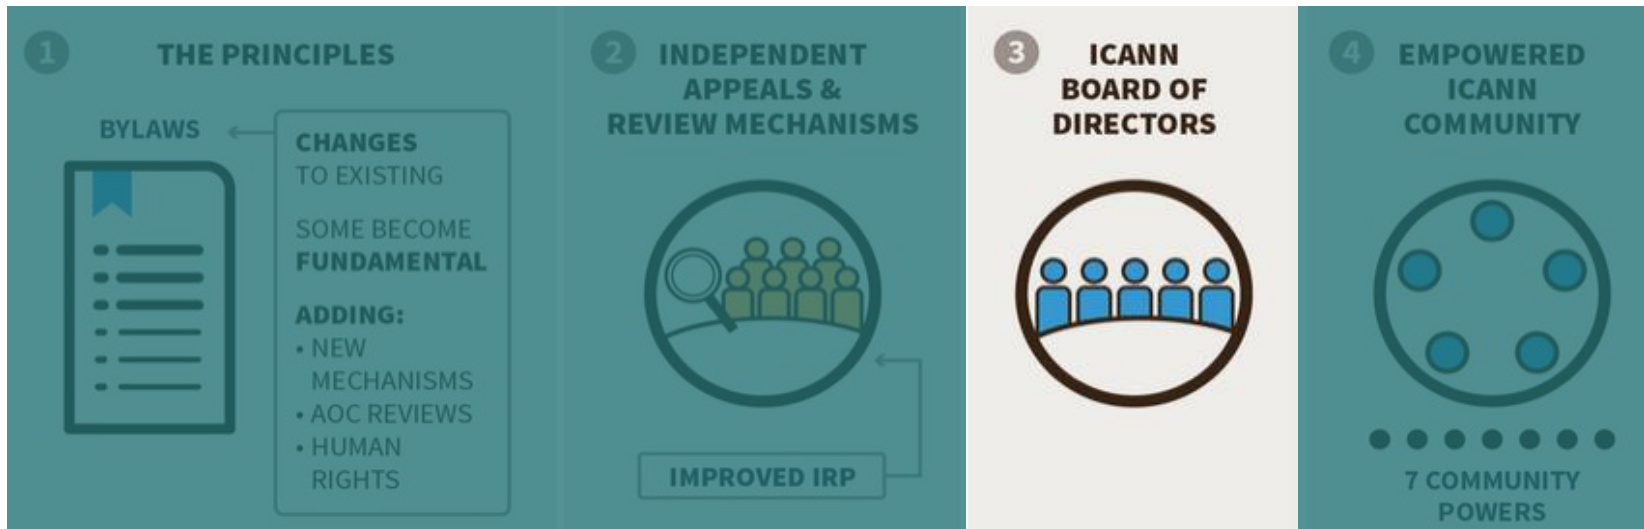 1
THE PRINCIPLES
BYLAWS
CHANGES
TO EXISTING
SOME BECOME
FUNDAMENTAL
ADDING:
• NEW
MECHANISMS
• AOC REVIEWS
• HUMAN
RIGHTS
2
INDEPENDENT
APPEALS &
REVIEW MECHANISMS
IMPROVED IRP
3
ICANN
BOARD OF
DIRECTORS
4
EMPOWERED
ICANN
COMMUNITY
7 COMMUNITY
POWERS